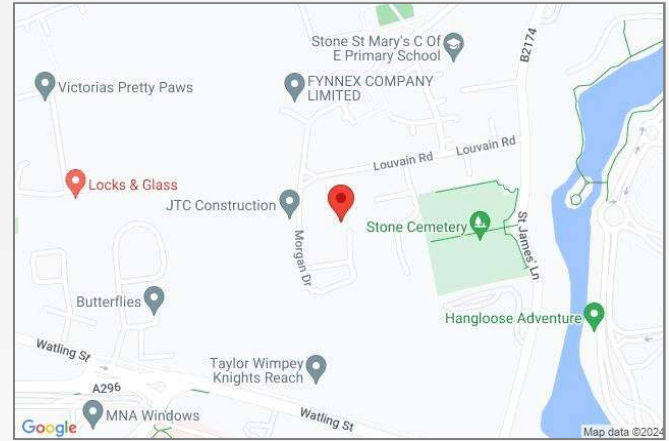 Stone St Mary's C Of
E Primary School
B2174
Victorias Pretty Paws
FYNNEX COMPANY
LIMITED
Louvain Rd
Louvain Rd
Locks & Glass
JTC Construction
Stone Cemetery
St James' Ln
Morgan Dr
Butterflies
Hangloose Adventure
Watling St
Taylor Wimpey
Knights Reach
A296
MNA Windows
Watling St
Google
Map data ©2024